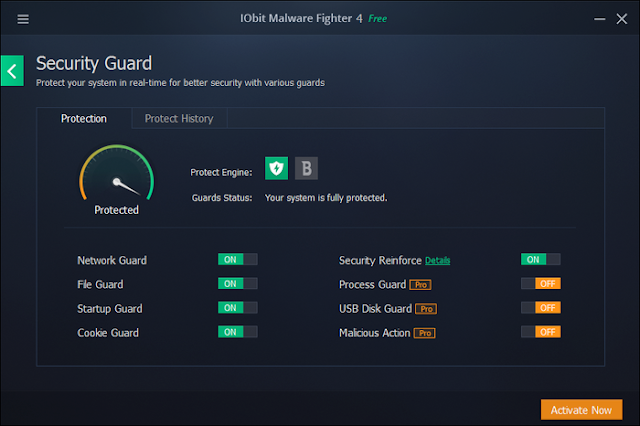 IObit Malware Fighter 4 Free
Security Guard
Protect your system in real-time for better security with various guards
Protection Protect History
Protected
Protect Engine: B
Guards Status: Your system is fully protected.
Network Guard ON
File Guard ON
Startup Guard ON
Cookie Guard ON
Security Reinforce Details ON
Process Guard Pro OFF
USB Disk Guard Pro OFF
Malicious Action Pro OFF
Activate Now